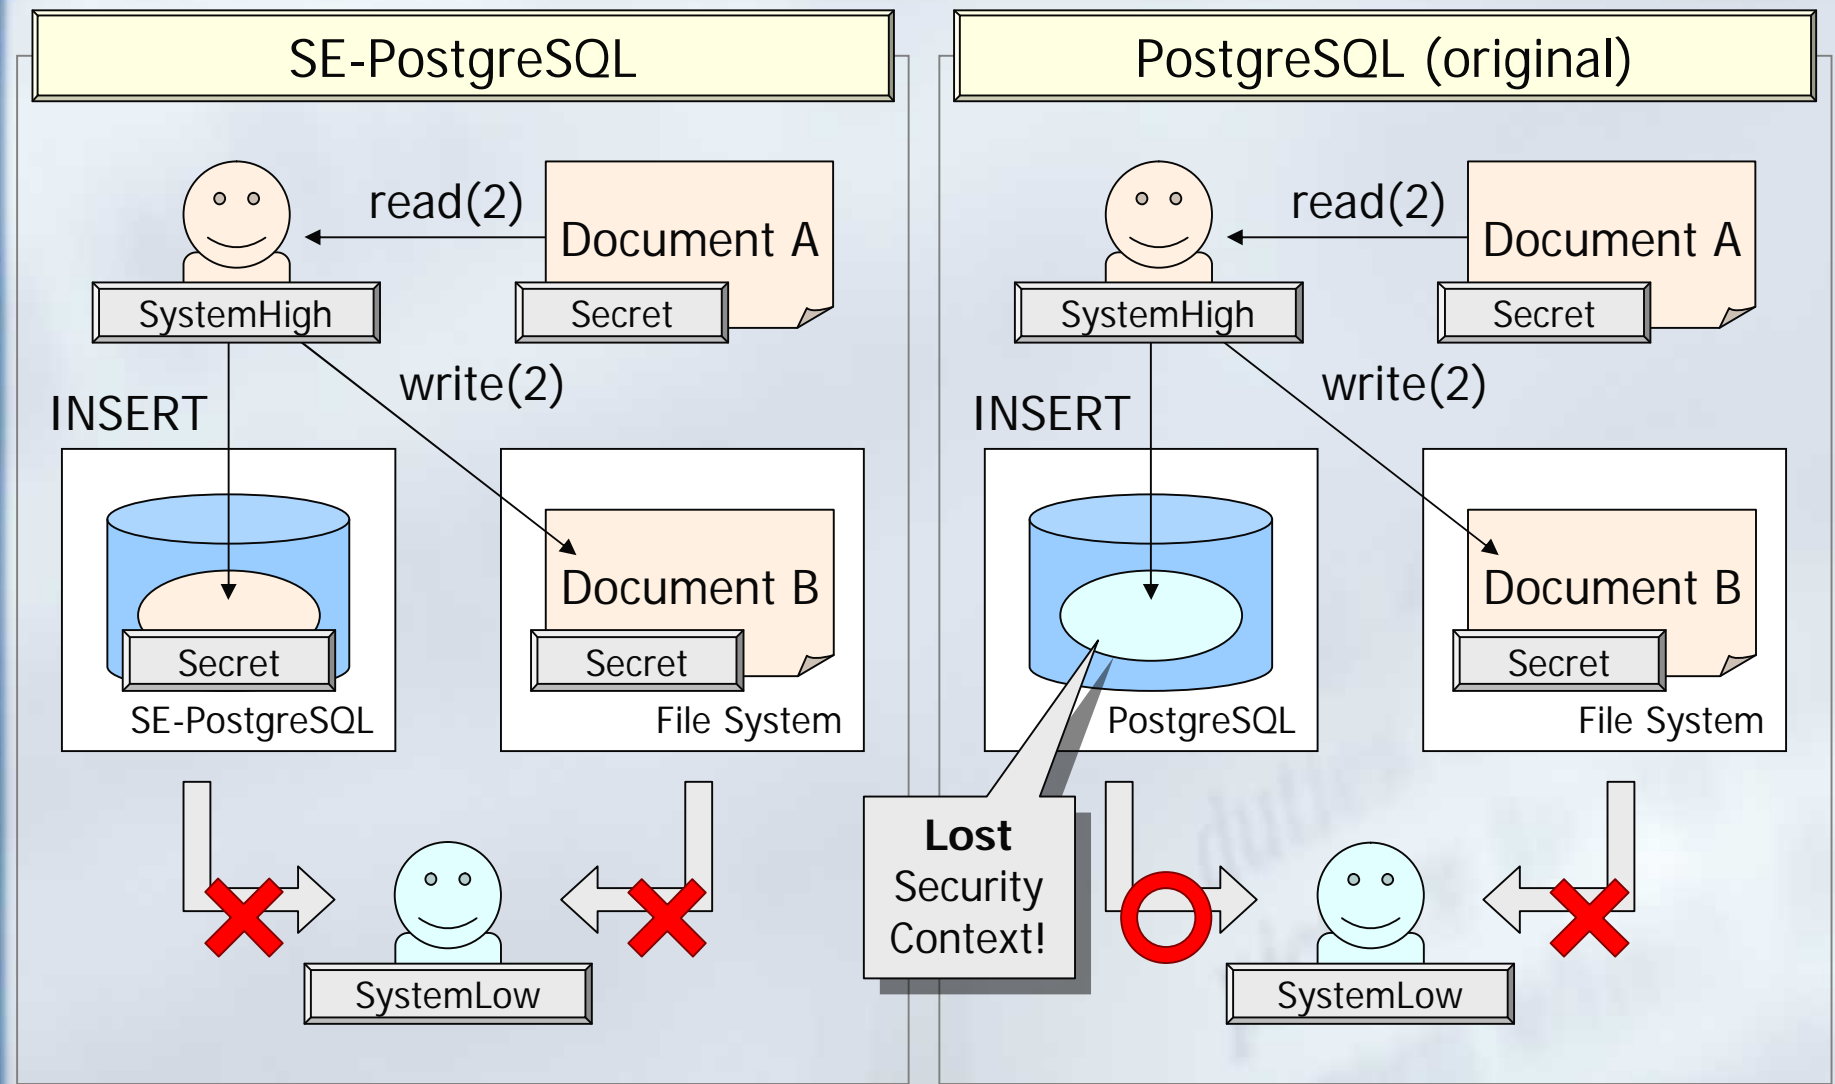 SE-PostgreSQL
read(2)
Document A
SystemHigh
Secret
write(2)
INSERT
Document B
Secret
Secret
SE-PostgreSQL
File System
SystemLow
PostgreSQL (original)
read(2)
Document A
SystemHigh
Secret
write(2)
INSERT
Document B
Secret
PostgreSQL
File System
Lost
Security
Context!
SystemLow